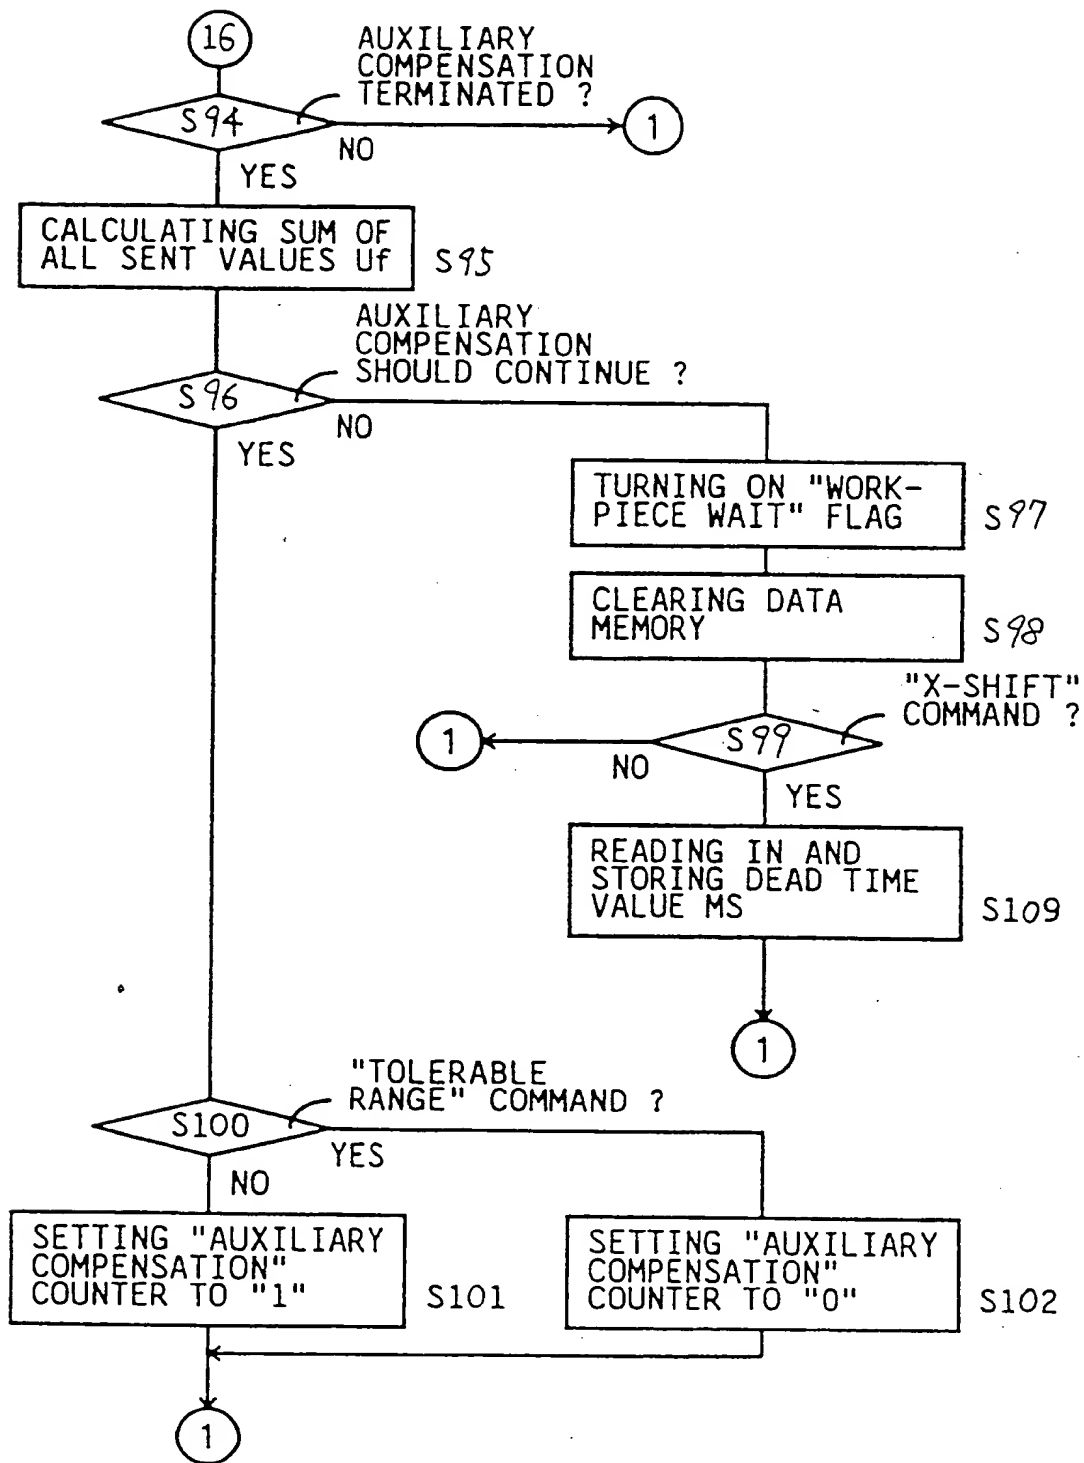 16
AUXILIARY
COMPENSATION
TERMINATED ?
S94
NO
1
YES
CALCULATING SUM OF
ALL SENT VALUES Uf
S95
AUXILIARY
COMPENSATION
SHOULD CONTINUE ?
S96
NO
YES
TURNING ON "WORK-
PIECE WAIT" FLAG
S97
CLEARING DATA
MEMORY
S98
"X-SHIFT"
COMMAND ?
1
S99
NO
YES
READING IN AND
STORING DEAD TIME
VALUE MS
S109
1
"TOLERABLE
RANGE" COMMAND ?
S100
YES
NO
SETTING "AUXILIARY
COMPENSATION"
COUNTER TO "1"
S101
SETTING "AUXILIARY
COMPENSATION"
COUNTER TO "0"
S102
1